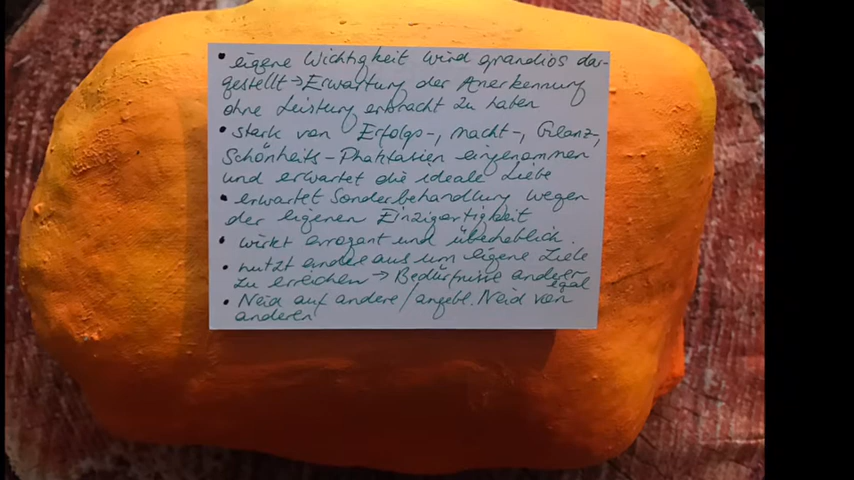 • eigene Wichtigkeit wird grandios dar-
gestellt → Erwartung der Anerkennung
ohne Leistung erbracht zu haben
• stark von Erfolgs-, Macht-, Glanz-,
Schönheits-Phantasien eingenommen
und erwartet die ideale Liebe
• erwartet Sonderbehandlung wegen
der eigenen Einzigartigkeit
• wirkt arrogant und überheblich.
• nutzt andere aus um eigene Ziele
zu erreichen → Bedürfnisse anderer
egal
• Neid auf andere / angebl. Neid von
anderen